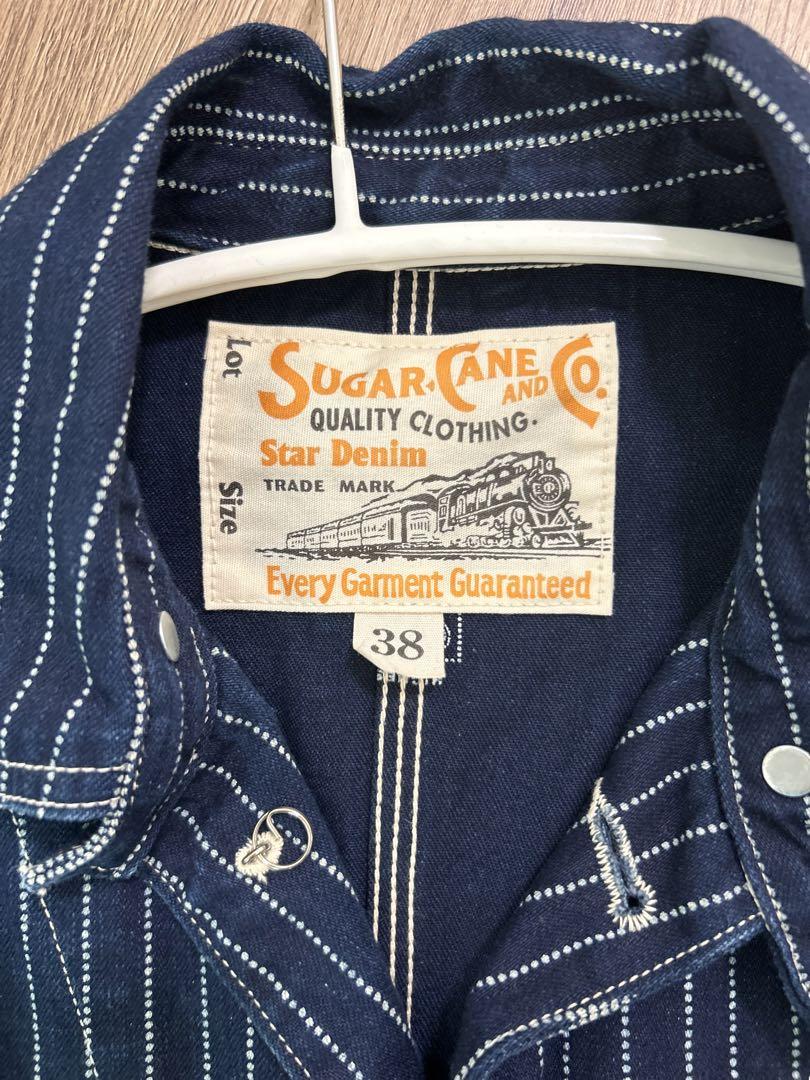 Lot
SUGAR CANE AND CO.
QUALITY CLOTHING.
Star Denim
TRADE MARK
Size
Every Garment Guaranteed
38